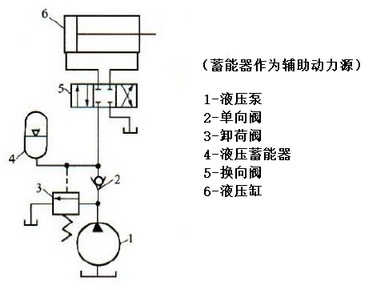 6
5
4
3
2
1
（蓄能器作为辅助动力源）
1-液压泵
2-单向阀
3-卸荷阀
4-液压蓄能器
5-换向阀
6-液压缸